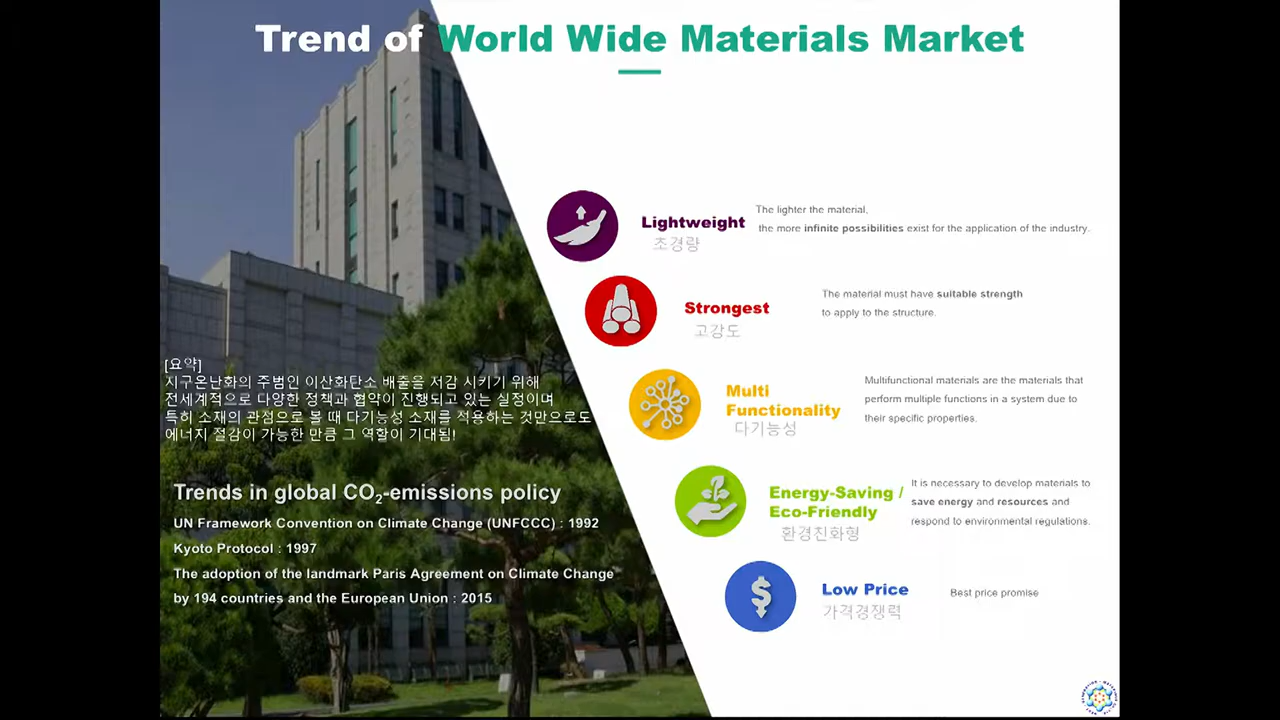 Trend of World Wide Materials Market
Lightweight
초경량
The lighter the material,
the more infinite possibilities exist for the application of the industry.
Strongest
고강도
The material must have suitable strength
to apply to the structure.
Multi
Functionality
다기능성
Multifunctional materials are the materials that
perform multiple functions in a system due to
their specific properties.
Energy-Saving /
Eco-Friendly
환경친화형
It is necessary to develop materials to
save energy and resources and
respond to environmental regulations.
Low Price
가격경쟁력
Best price promise
[요약]
지구온난화의 주범인 이산화탄소 배출을 저감 시키기 위해
전세계적으로 다양한 정책과 협약이 진행되고 있는 실정이며
특히 소재의 관점으로 볼 때 다기능성 소재를 적용하는 것만으로도
에너지 절감이 가능한 만큼 그 역할이 기대됨!
Trends in global CO₂-emissions policy
UN Framework Convention on Climate Change (UNFCCC) : 1992
Kyoto Protocol : 1997
The adoption of the landmark Paris Agreement on Climate Change
by 194 countries and the European Union : 2015